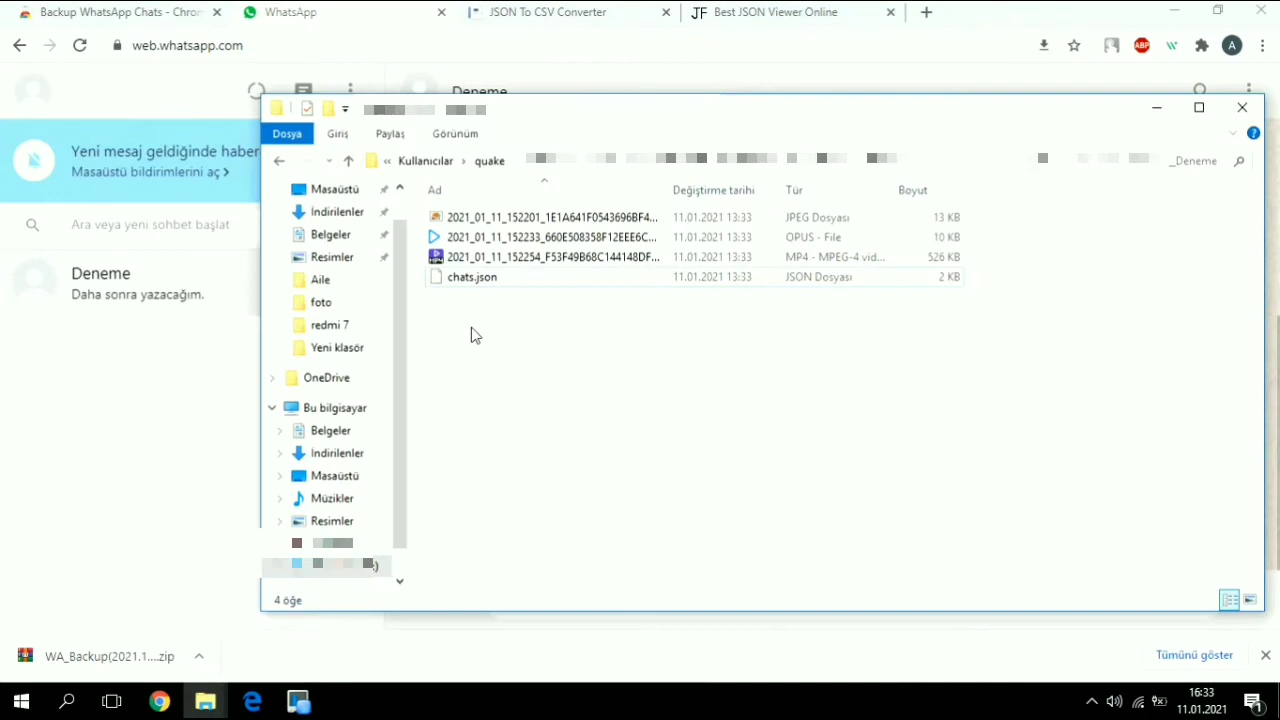 Backup WhatsApp Chats - Chron
WhatsApp
JSON To CSV Converter
JF Best JSON Viewer Online
web.whatsapp.com
ABP
A
Deneme
Yeni mesaj geldiğinde haber
Masaüstü bildirimlerini aç >
Ara veya yeni sohbet başlat
Deneme
Daha sonra yazacağım.
Dosya
Giriş
Paylaş
Görünüm
« Kullanıcılar > quake
_Deneme
Masaüstü
İndirilenler
Belgeler
Resimler
Aile
foto
redmi 7
Yeni klasör
OneDrive
Bu bilgisayar
Belgeler
İndirilenler
Masaüstü
Müzikler
Resimler
Ad Değiştirme tarihi Tür Boyut
2021_01_11_152201_1E1A641F0543696BF4... 11.01.2021 13:33 JPEG Dosyası 13 KB
2021_01_11_152233_660E508358F12EEE6C... 11.01.2021 13:33 OPUS - File 10 KB
2021_01_11_152254_F53F49B68C144148DF... 11.01.2021 13:33 MP4 - MPEG-4 vid... 526 KB
chats.json 11.01.2021 13:33 JSON Dosyası 2 KB
4 öğe
WA_Backup(2021.1....zip
Tümünü göster
16:33
11.01.2021
1